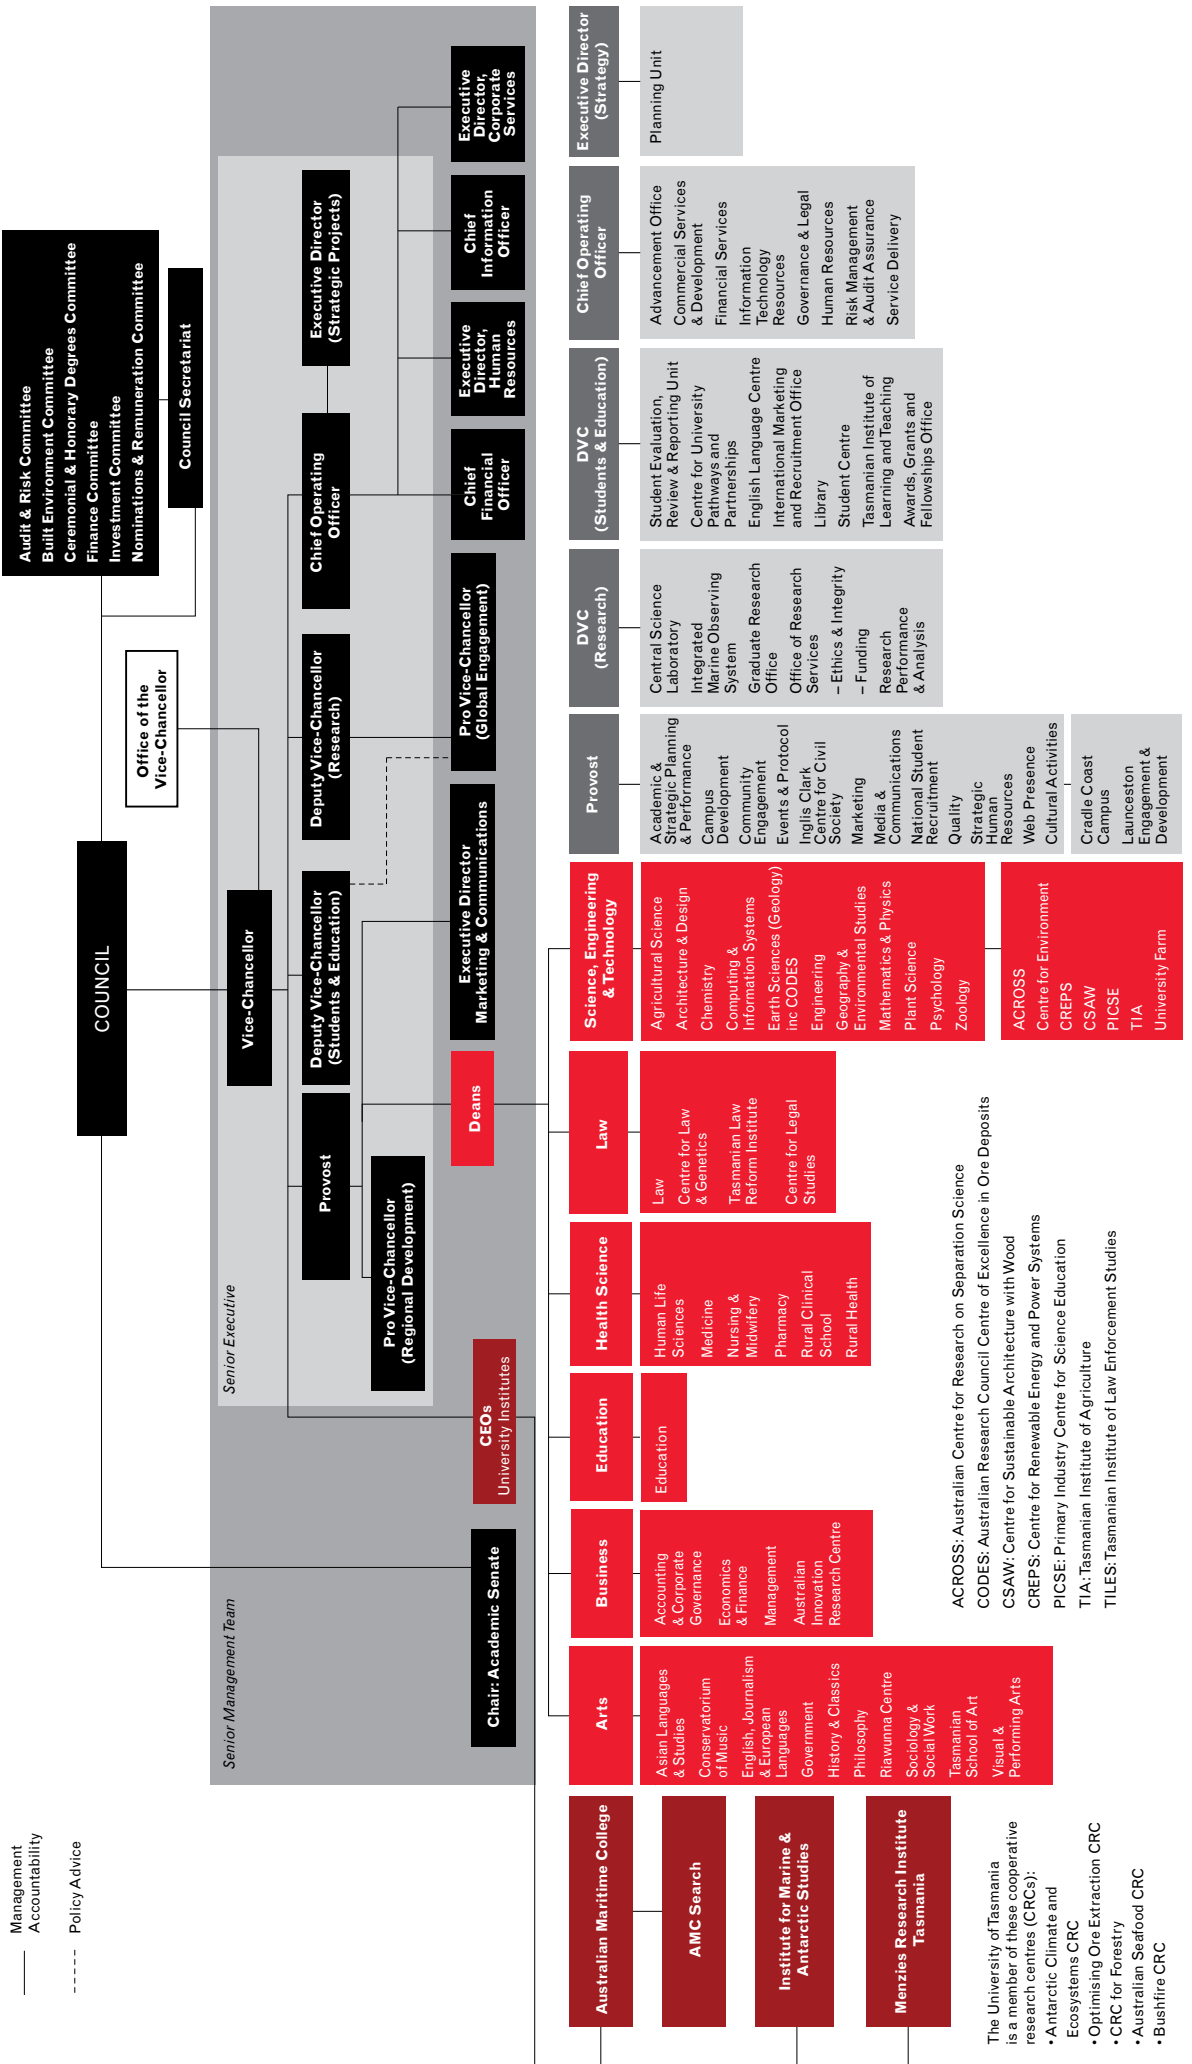 Management
Accountability
Policy Advice
COUNCIL
Audit & Risk Committee
Built Environment Committee
Ceremonial & Honorary Degrees Committee
Finance Committee
Investment Committee
Nominations & Remuneration Committee
Council Secretariat
Office of the
Vice-Chancellor
Senior Management Team
Senior Executive
Vice-Chancellor
Provost
Deputy Vice-Chancellor
(Students & Education)
Deputy Vice-Chancellor
(Research)
Chief Operating
Officer
Executive Director
(Strategic Projects)
Pro Vice-Chancellor
(Regional Development)
Chair: Academic Senate
CEOs
University Institutes
Deans
Executive Director
Marketing & Communications
Pro Vice-Chancellor
(Global Engagement)
Chief
Financial
Officer
Executive
Director,
Human
Resources
Chief
Information
Officer
Executive
Director,
Corporate
Services
Australian Maritime College
AMC Search
Institute for Marine &
Antarctic Studies
Menzies Research Institute
Tasmania
Arts
Asian Languages
& Studies
Conservatorium
of Music
English, Journalism
& European
Languages
Government
History & Classics
Philosophy
Riawunna Centre
Sociology &
Social Work
Tasmanian
School of Art
Visual &
Performing Arts
Business
Accounting
& Corporate
Governance
Economics
& Finance
Management
Australian
Innovation
Research Centre
Education
Education
Health Science
Human Life
Sciences
Medicine
Nursing &
Midwifery
Pharmacy
Rural Clinical
School
Rural Health
Law
Law
Centre for Law
& Genetics
Tasmanian Law
Reform Institute
Centre for Legal
Studies
Science, Engineering
& Technology
Agricultural Science
Architecture & Design
Chemistry
Computing &
Information Systems
Earth Sciences (Geology)
inc CODES
Engineering
Geography &
Environmental Studies
Mathematics & Physics
Plant Science
Psychology
Zoology
ACROSS
Centre for Environment
CREPS
CSAW
PICSE
TIA
University Farm
Provost
Academic &
Strategic Planning
& Performance
Campus
Development
Community
Engagement
Events & Protocol
Inglis Clark
Centre for Civil
Society
Marketing
Media &
Communications
National Student
Recruitment
Quality
Strategic
Human
Resources
Web Presence
Cultural Activities
Cradle Coast
Campus
Launceston
Engagement &
Development
DVC
(Research)
Central Science
Laboratory
Integrated
Marine Observing
System
Graduate Research
Office
Office of Research
Services
– Ethics & Integrity
– Funding
Research
Performance
& Analysis
DVC
(Students & Education)
Student Evaluation,
Review & Reporting Unit
Centre for University
Pathways and
Partnerships
English Language Centre
International Marketing
and Recruitment Office
Library
Student Centre
Tasmanian Institute of
Learning and Teaching
Awards, Grants and
Fellowships Office
Chief Operating
Officer
Advancement Office
Commercial Services
& Development
Financial Services
Information
Technology
Resources
Governance & Legal
Human Resources
Risk Management
& Audit Assurance
Service Delivery
Executive Director
(Strategy)
Planning Unit
The University of Tasmania
is a member of these cooperative
research centres (CRCs):
• Antarctic Climate and
Ecosystems CRC
• Optimising Ore Extraction CRC
• CRC for Forestry
• Australian Seafood CRC
• Bushfire CRC
ACROSS: Australian Centre for Research on Separation Science
CODES: Australian Research Council Centre of Excellence in Ore Deposits
CSAW: Centre for Sustainable Architecture with Wood
CREPS: Centre for Renewable Energy and Power Systems
PICSE: Primary Industry Centre for Science Education
TIA: Tasmanian Institute of Agriculture
TILES: Tasmanian Institute of Law Enforcement Studies